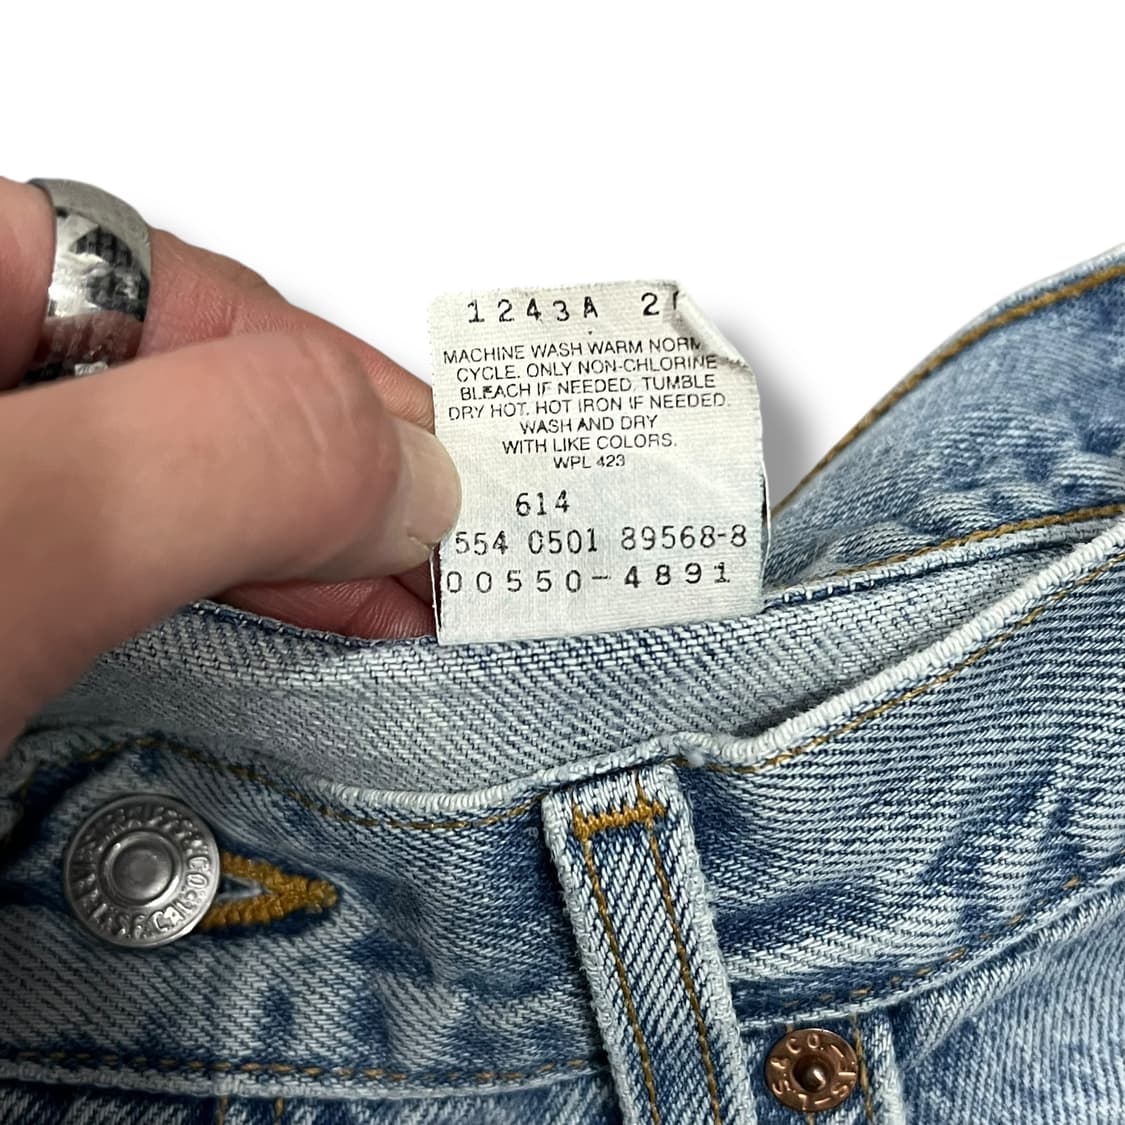 1243A 2
MACHINE WASH WARM NORM
CYCLE. ONLY NON-CHLORINE
BLEACH IF NEEDED. TUMBLE
DRY HOT. HOT IRON IF NEEDED.
WASH AND DRY
WITH LIKE COLORS.
WPL 423
614
554 0501 89568-8
00550-4891